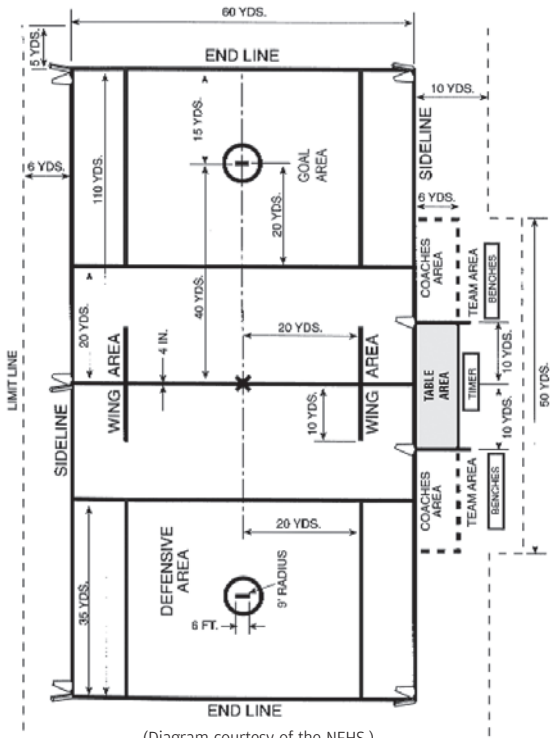 60 YDS.
5 YDS.
END LINE
10 YDS.
15 YDS.
6 YDS.
110 YDS.
GOAL
AREA
SIDELINE
6 YDS.
20 YDS.
40 YDS.
COACHES
AREA
TEAM AREA
BENCHES
20 YDS.
4 IN.
20 YDS.
WING AREA
WING AREA
LIMIT LINE
TABLE
AREA
TIMER
10 YDS.
10 YDS.
50 YDS.
10 YDS.
SIDELINE
COACHES
AREA
TEAM AREA
BENCHES
20 YDS.
35 YDS.
DEFENSIVE
AREA
9' RADIUS
6 FT.
END LINE
(Diagram courtesy of the NFHS.)